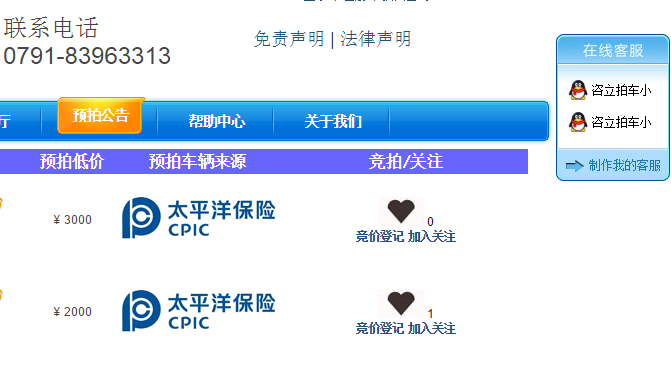 联系电话
0791-83963313
免责声明 | 法律声明
在线客服
咨立拍车小
咨立拍车小
制作我的客服
厅 预拍公告 帮助中心 关于我们
预拍低价 预拍车辆来源 竞拍/关注
¥ 3000 太平洋保险 0
CPIC
竞价登记 加入关注
¥ 2000 太平洋保险 1
CPIC
竞价登记 加入关注